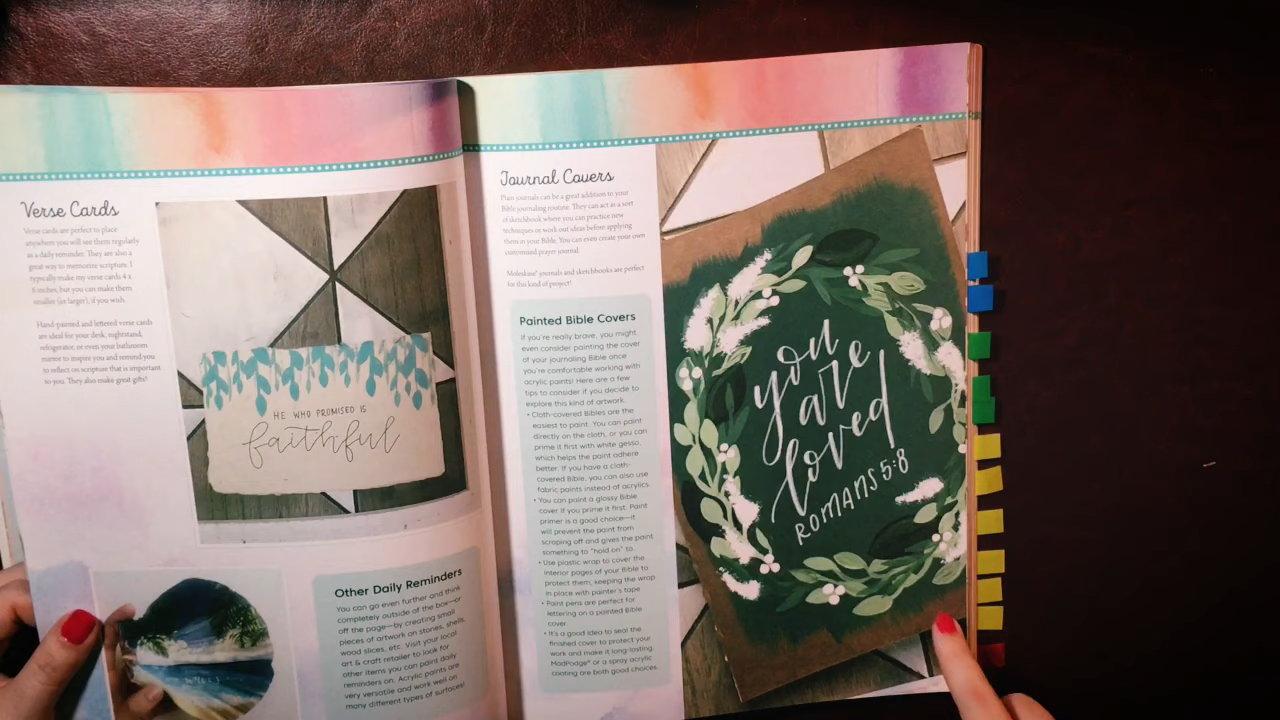 Verse Cards
Verse cards are perfect to place
anywhere you will see them regularly
as a daily reminder. They are also a
great way to memorize scripture. I
typically make my verse cards 4 x
6 inches, but you can make them
smaller (or larger), if you wish.
Hand-painted and lettered verse cards
are ideal for your desk, nightstand,
refrigerator, or even your bathroom
mirror to inspire you and remind you
to reflect on scripture that is important
to you. They also make great gifts!
HE WHO PROMISED IS
faithful
Other Daily Reminders
You can go even further and think
completely outside of the box—or
off the page—by creating small
pieces of artwork on stones, shells,
wood slices, etc. Visit your local
art & craft retailer to look for
other items you can paint daily
reminders on. Acrylic paints are
very versatile and work well on
many different types of surfaces!
Journal Covers
Plain journals can be a great addition to your
Bible journaling routine. They can act as a sort
of sketchbook where you can practice new
techniques or work out ideas before applying
them in your Bible. You can even create your own
customized prayer journal.
Moleskine® journals and sketchbooks are perfect
for this kind of project!
Painted Bible Covers
If you're really brave, you might
even consider painting the cover
of your journaling Bible once
you're comfortable working with
acrylic paints! Here are a few
tips to consider if you decide to
explore this kind of artwork.
• Cloth-covered Bibles are the
easiest to paint. You can paint
directly on the cloth, or you can
prime it first with white gesso,
which helps the paint adhere
better. If you have a cloth-
covered Bible, you can also use
fabric paints instead of acrylics.
• You can paint a glossy Bible
cover if you prime it first. Paint
primer is a good choice—it
will prevent the paint from
scraping off and gives the paint
something to "hold on" to.
• Use plastic wrap to cover the
interior pages of your Bible to
protect them, keeping the wrap
in place with painter's tape
• Paint pens are perfect for
lettering on a painted Bible
cover.
• It's a good idea to seal the
finished cover to protect your
work and make it long-lasting.
ModPodge® or a spray acrylic
coating are both good choices.
you
are
loved
ROMANS 5:8